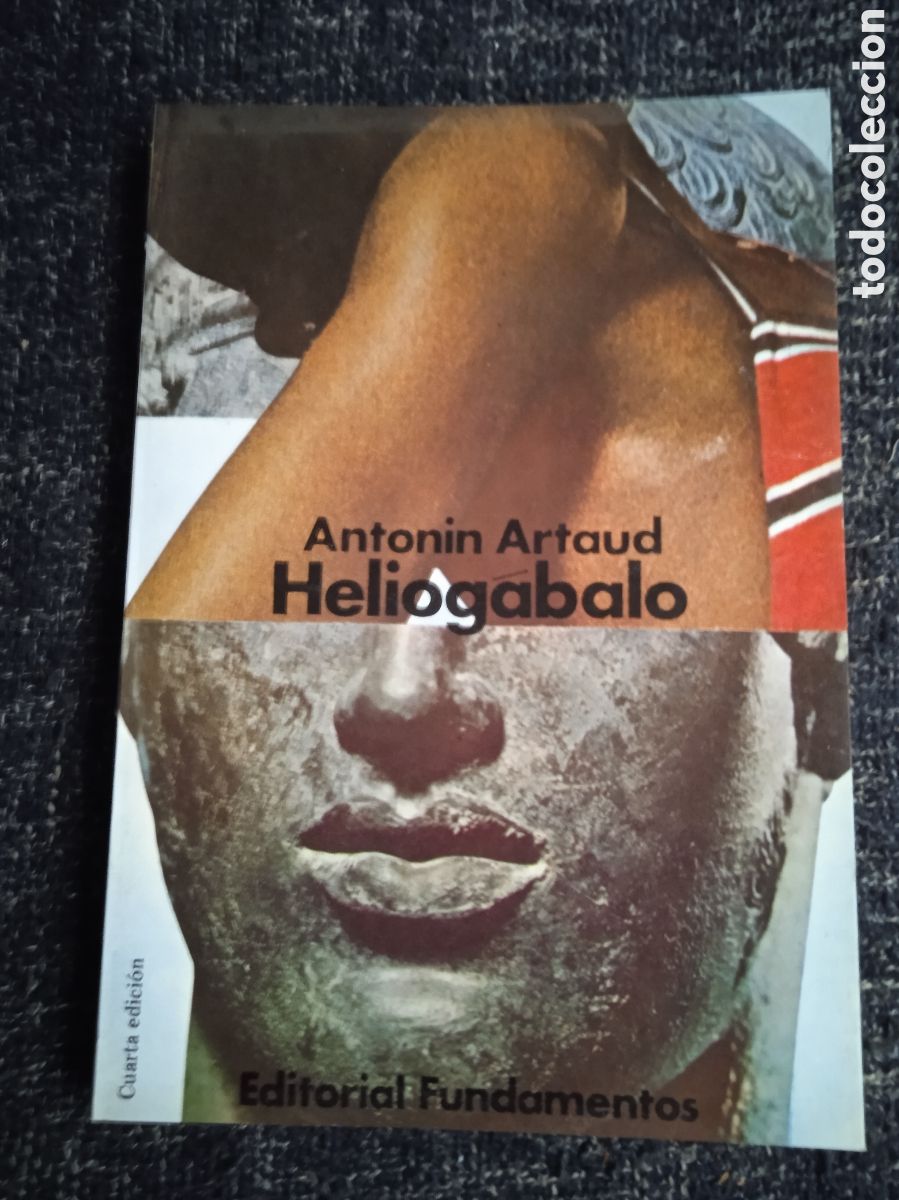 todocoleccion
Antonin Artaud
Heliogábalo
Cuarta edición
Editorial Fundamentos